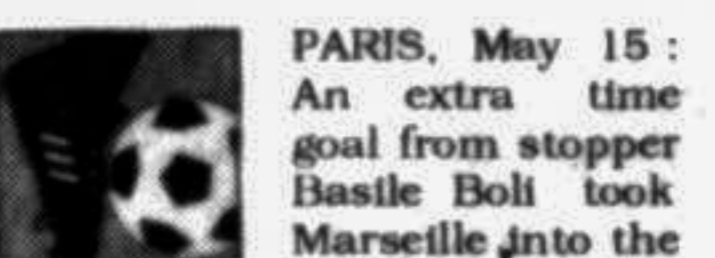 PARIS, May 15 :
An extra time
goal from stopper
Basile Boli took
Marseille into the